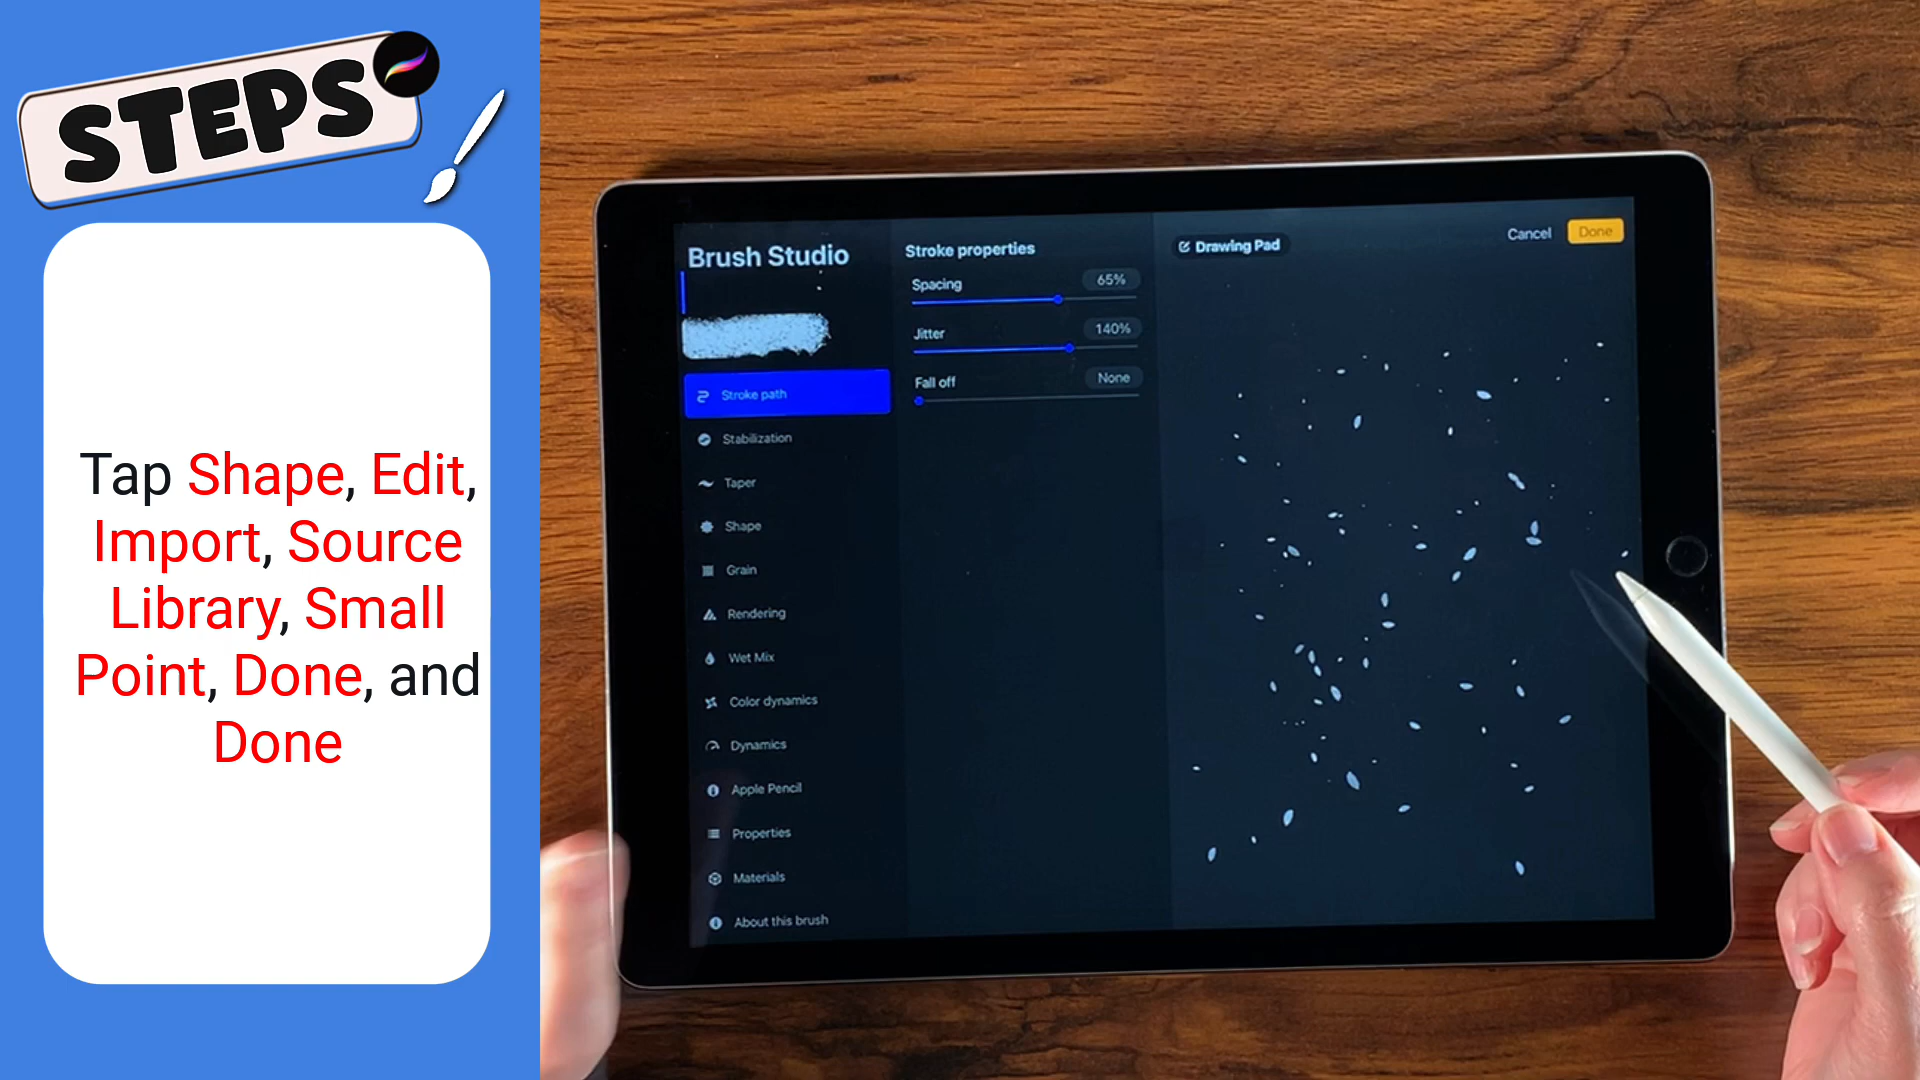 STEPS
Tap Shape, Edit,
Import, Source
Library, Small
Point, Done, and
Done
Brush Studio
Stroke path
Stabilization
Taper
Shape
Grain
Rendering
Wet Mix
Color dynamics
Dynamics
Apple Pencil
Properties
Materials
About this brush
Stroke properties
Spacing 65%
Jitter 140%
Fall off None
Drawing Pad
Cancel Done